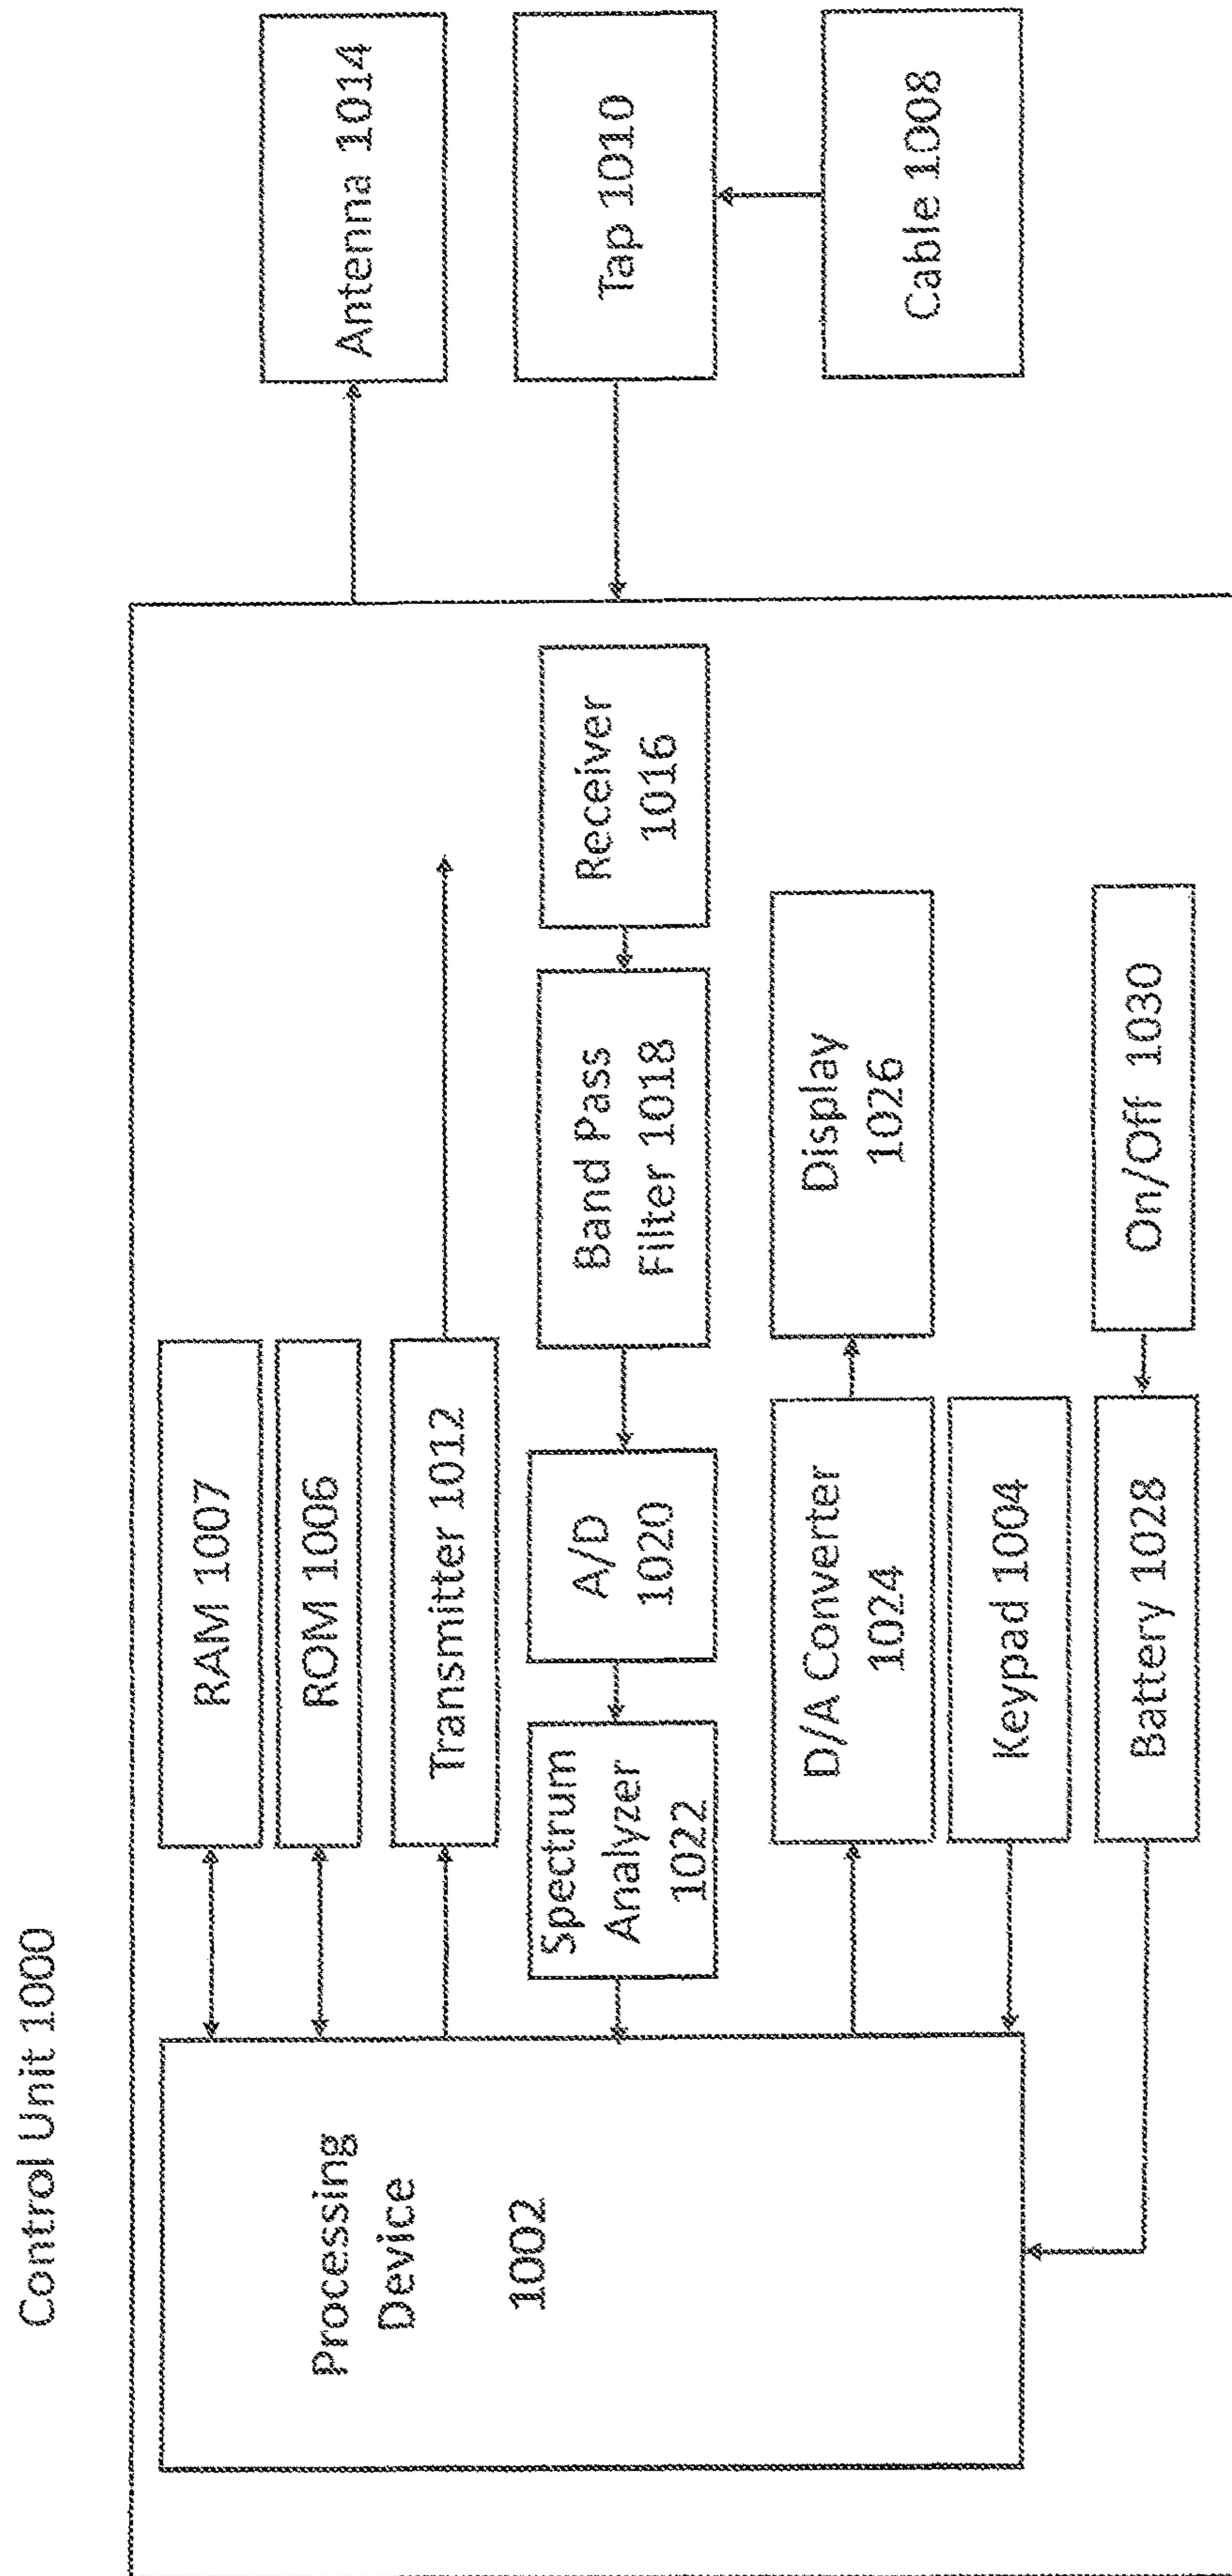 Control Unit 1000
Processing
Device
1002
RAM 1007
ROM 1006
Transmitter 1012
Spectrum
Analyzer
1022
A/D
1020
Band Pass
Filter 1018
Receiver
1016
D/A Converter
1024
Display
1026
Keypad 1004
Battery 1028
On/Off 1030
Antenna 1014
Tap 1010
Cable 1008